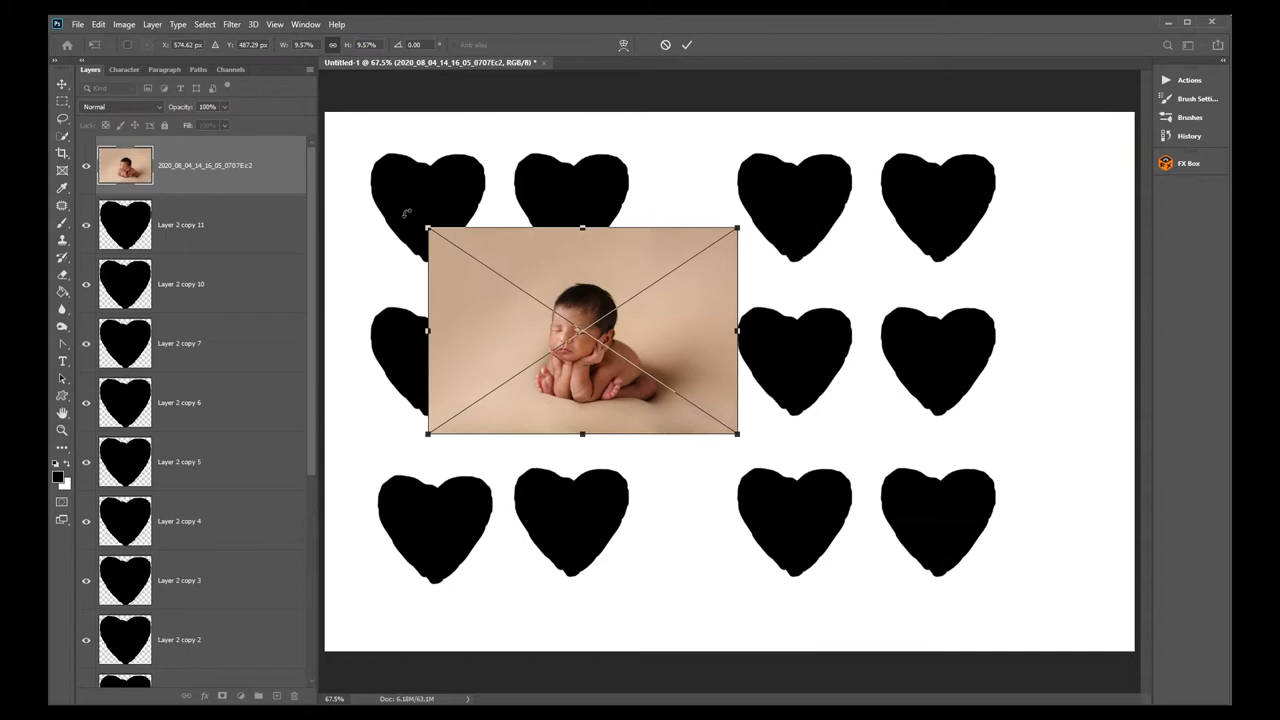 Ps File Edit Image Layer Type Select Filter 3D View Window Help
X: 574.62 px Y: 487.29 px W: 9.57% H: 9.57% 0.00 ° Anti-alias
Layers Character Paragraph Paths Channels
Untitled-1 @ 67.5% (2020_08_04_14_16_05_0707Ec2, RGB/8) *
Kind
Normal Opacity: 100%
Lock: Fill: 100%
2020_08_04_14_16_05_0707Ec2
Layer 2 copy 11
Layer 2 copy 10
Layer 2 copy 7
Layer 2 copy 6
Layer 2 copy 5
Layer 2 copy 4
Layer 2 copy 3
Layer 2 copy 2
fx
67.5% Doc: 6.18M/63.1M
Actions
Brush Setti...
Brushes
History
FX Box